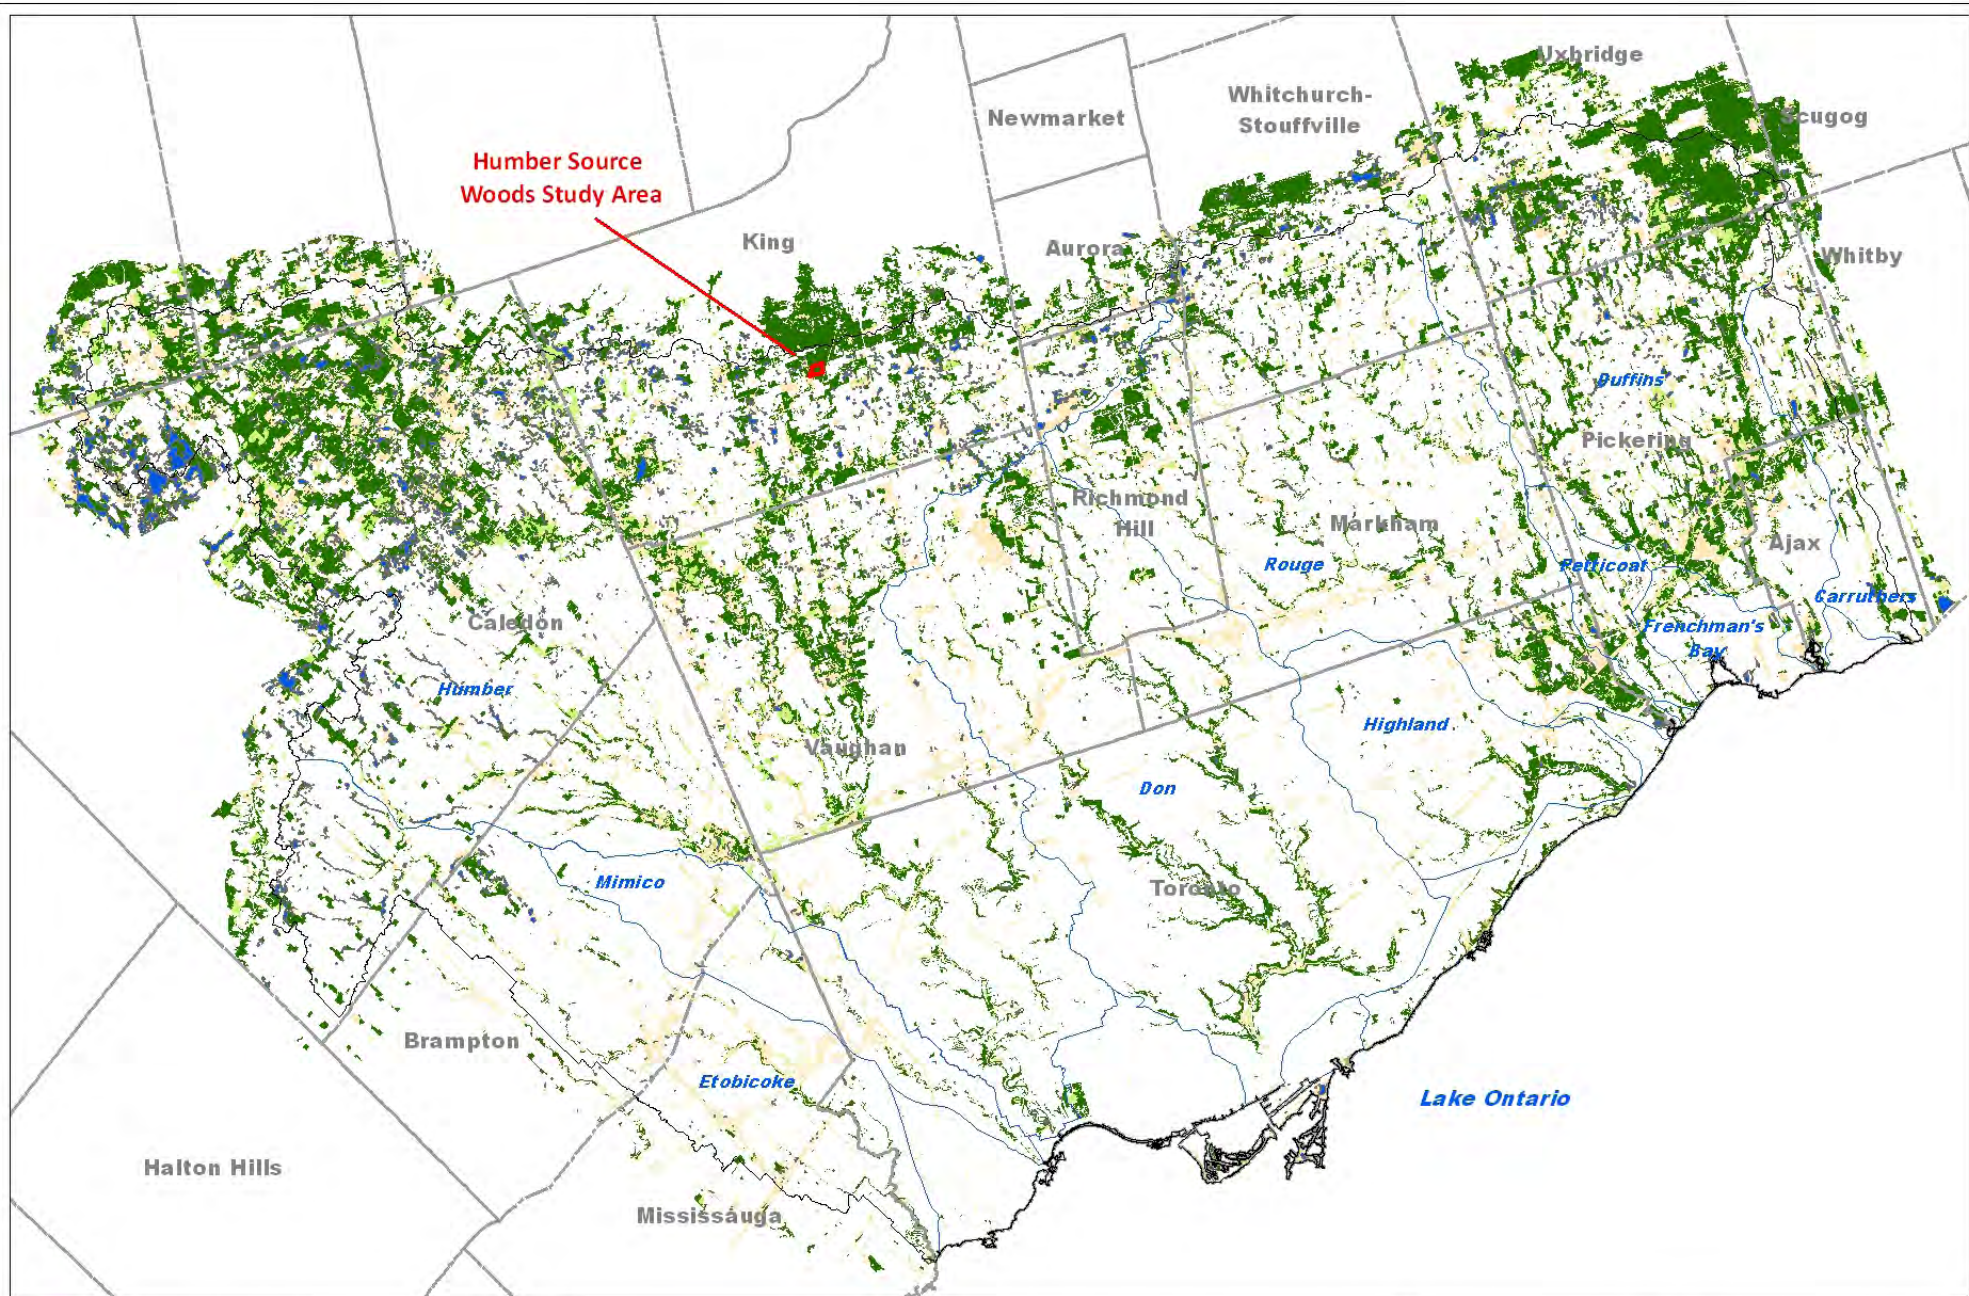 Uxbridge
Whitchurch-
Stouffville
Newmarket
Scugog
Humber Source
Woods Study Area
King
Aurora
Whitby
Duffins
Pickering
Richmond
Hill
Markham
Ajax
Rouge
Petticoat
Carruthers
Caledon
Frenchman's
Bay
Humber
Highland
Vaughan
Don
Mimico
Toronto
Brampton
Etobicoke
Lake Ontario
Halton Hills
Mississauga